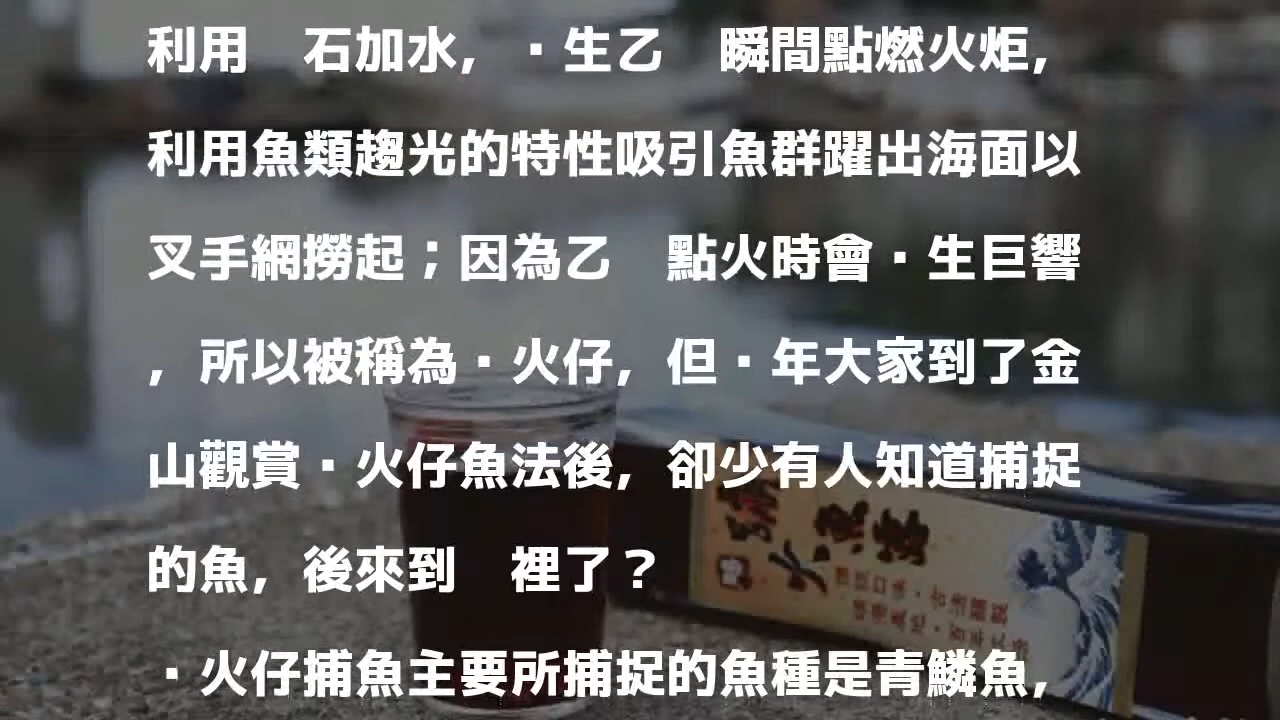 利用　石加水，▪生乙　瞬間點燃火炬，
利用魚類趨光的特性吸引魚群躍出海面以
叉手網撈起；因為乙　點火時會▪生巨響
，所以被稱為▪火仔，但▪年大家到了金
山觀賞▪火仔魚法後，卻少有人知道捕捉
的魚，後來到　裡了？
▪火仔捕魚主要所捕捉的魚種是青鱗魚，